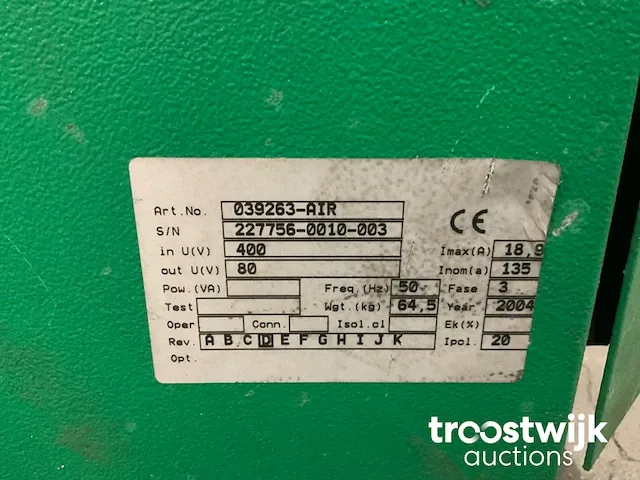 Art.No. 039263-AIR
S/N 227756-0010-003
CE
in U(V) 400 Imax(A) 18,9
out U(V) 80 Inom(a) 135
Pow.(VA) Freq.(Hz) 50 Fase 3
Test Wgt.(kg) 64,5 Year 2004
Oper Conn. Isol.cl Ek(%)
Rev. A B C D E F G H I J K Ipol. 20
Opt.
troostwijk
auctions